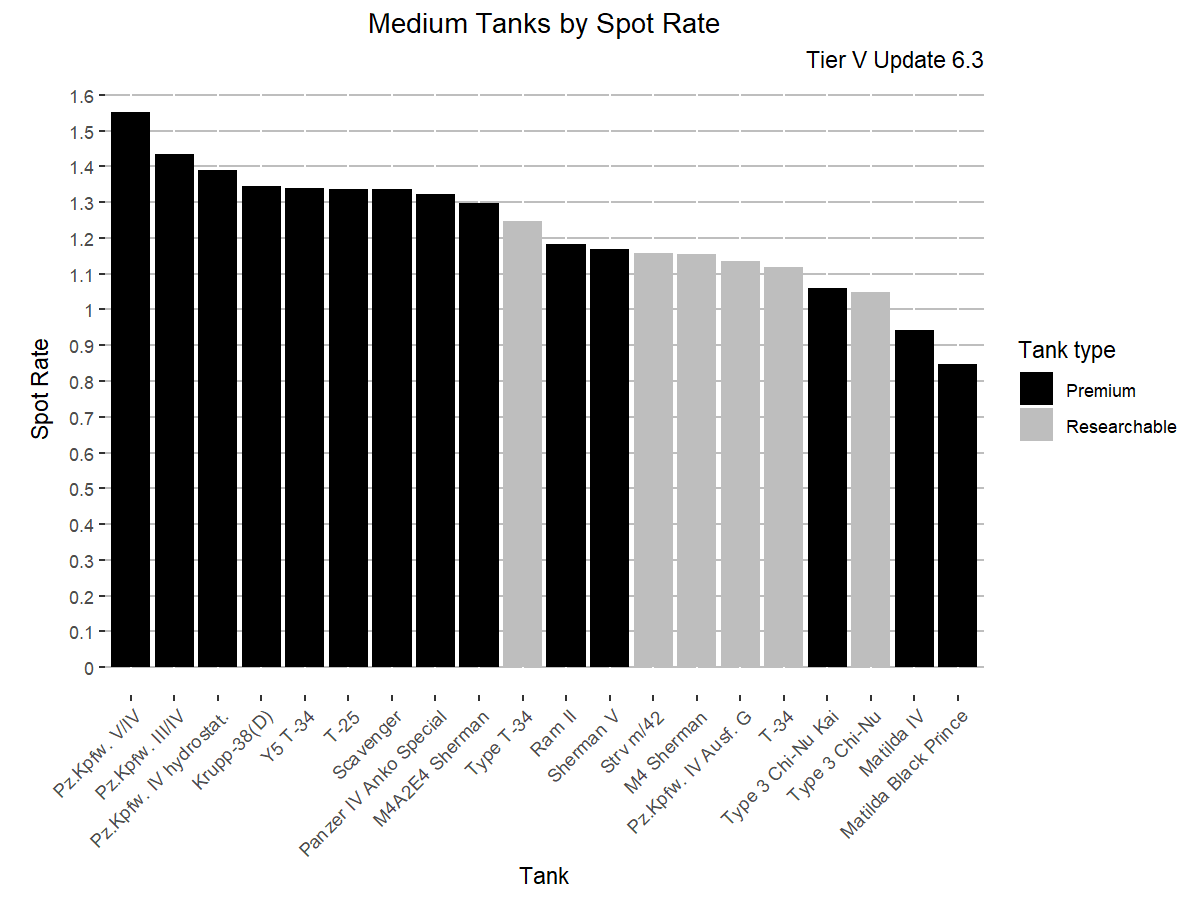 Medium Tanks by Spot Rate
Tier V Update 6.3
1.6
1.5
1.4
1.3
1.2
1.1
1
0.9
0.8
0.7
0.6
0.5
0.4
0.3
0.2
0.1
0
Spot Rate
Pz.Kpfw. V/IV
Pz.Kpfw. III/IV
Pz.Kpfw. IV hydrostat.
Krupp-38(D)
Y5 T-34
T-25
Scavenger
Panzer IV Anko Special
M4A2E4 Sherman
Type T-34
Ram II
Sherman V
Strv m/42
M4 Sherman
Pz.Kpfw. IV Ausf. G
T-34
Type 3 Chi-Nu Kai
Type 3 Chi-Nu
Matilda IV
Matilda Black Prince
Tank
Tank type
Premium
Researchable